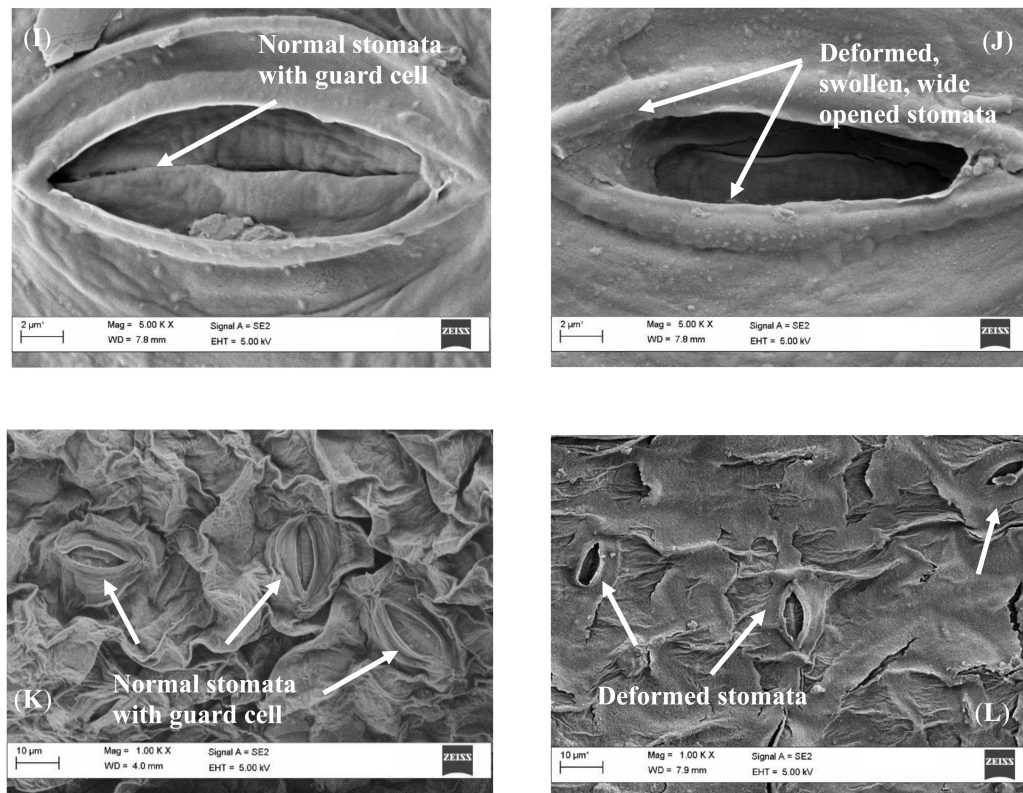 (I)
Normal stomata
with guard cell
2 µm*
Mag = 5.00 K X
Signal A = SE2
WD = 7.8 mm
EHT = 5.00 kV
ZEISS
(J)
Deformed,
swollen, wide
opened stomata
2 µm*
Mag = 5.00 K X
Signal A = SE2
WD = 7.8 mm
EHT = 5.00 kV
ZEISS
(K)
Normal stomata
with guard cell
10 µm
Mag = 1.00 K X
Signal A = SE2
WD = 4.0 mm
EHT = 5.00 kV
ZEISS
(L)
Deformed stomata
10 µm*
Mag = 1.00 K X
Signal A = SE2
WD = 7.9 mm
EHT = 5.00 kV
ZEISS